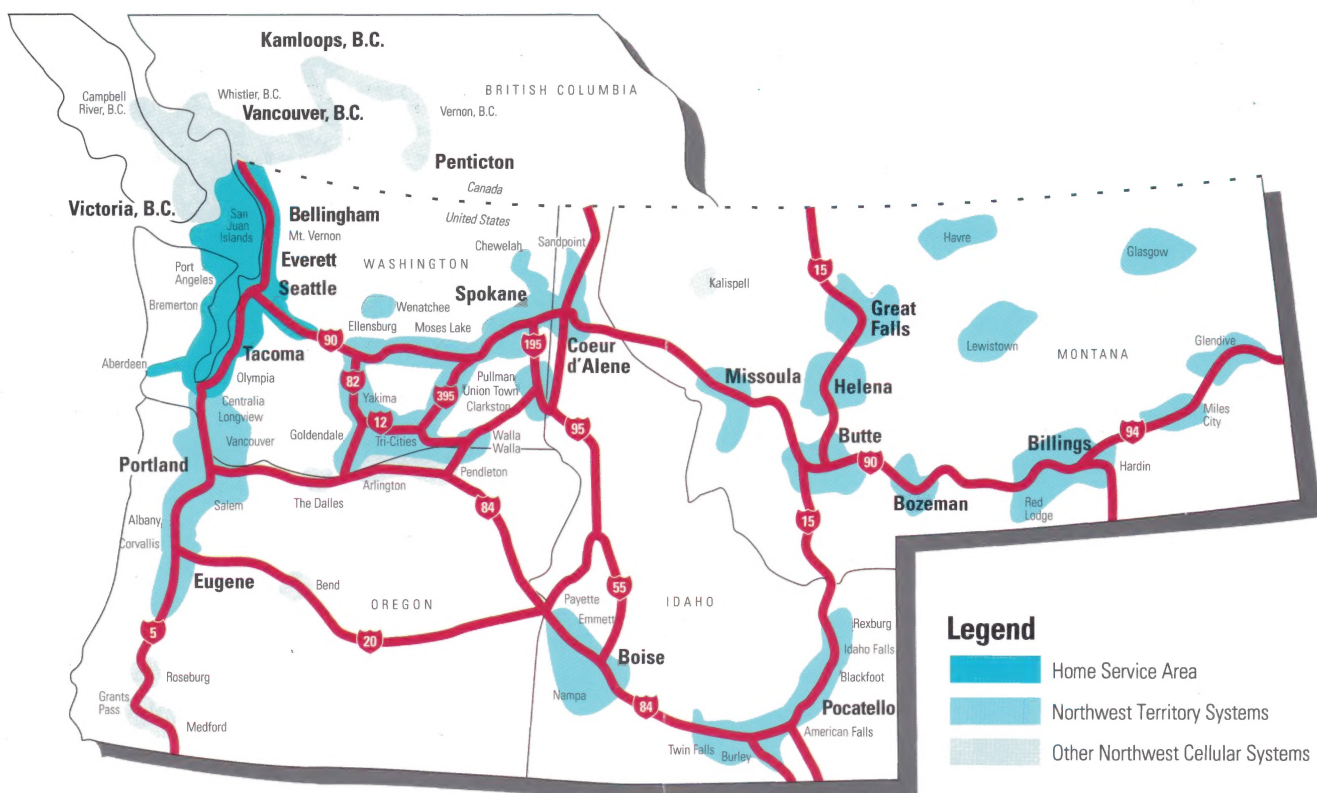 Kamloops, B.C.
BRITISH COLUMBIA
Campbell
River, B.C.
Whistler, B.C.
Vancouver, B.C.
Vernon, B.C.
Penticton
Canada
United States
Victoria, B.C.
San
Juan
Islands
Bellingham
Mt. Vernon
Everett
Port
Angeles
Seattle
Bremerton
WASHINGTON
Chewelah
Sandpoint
Spokane
Wenatchee
Ellensburg
Moses Lake
90
195
Coeur
d'Alene
Tacoma
Aberdeen
Olympia
82
Yakima
395
Pullman
Union Town
Clarkston
Centralia
Longview
12
Goldendale
Tri-Cities
Walla
Walla
95
Vancouver
Portland
Pendleton
Arlington
The Dalles
Salem
84
Albany,
Corvallis
Eugene
Bend
OREGON
20
5
Roseburg
Grants
Pass
Medford
Payette
Emmett
55
IDAHO
Boise
Nampa
84
Twin Falls
Burley
Rexburg
Idaho Falls
Blackfoot
Pocatello
American Falls
15
Kalispell
Great
Falls
Havre
Glasgow
Lewistown
MONTANA
Glendive
Missoula
Helena
Butte
90
Bozeman
15
Billings
94
Miles
City
Hardin
Red
Lodge
Legend
Home Service Area
Northwest Territory Systems
Other Northwest Cellular Systems